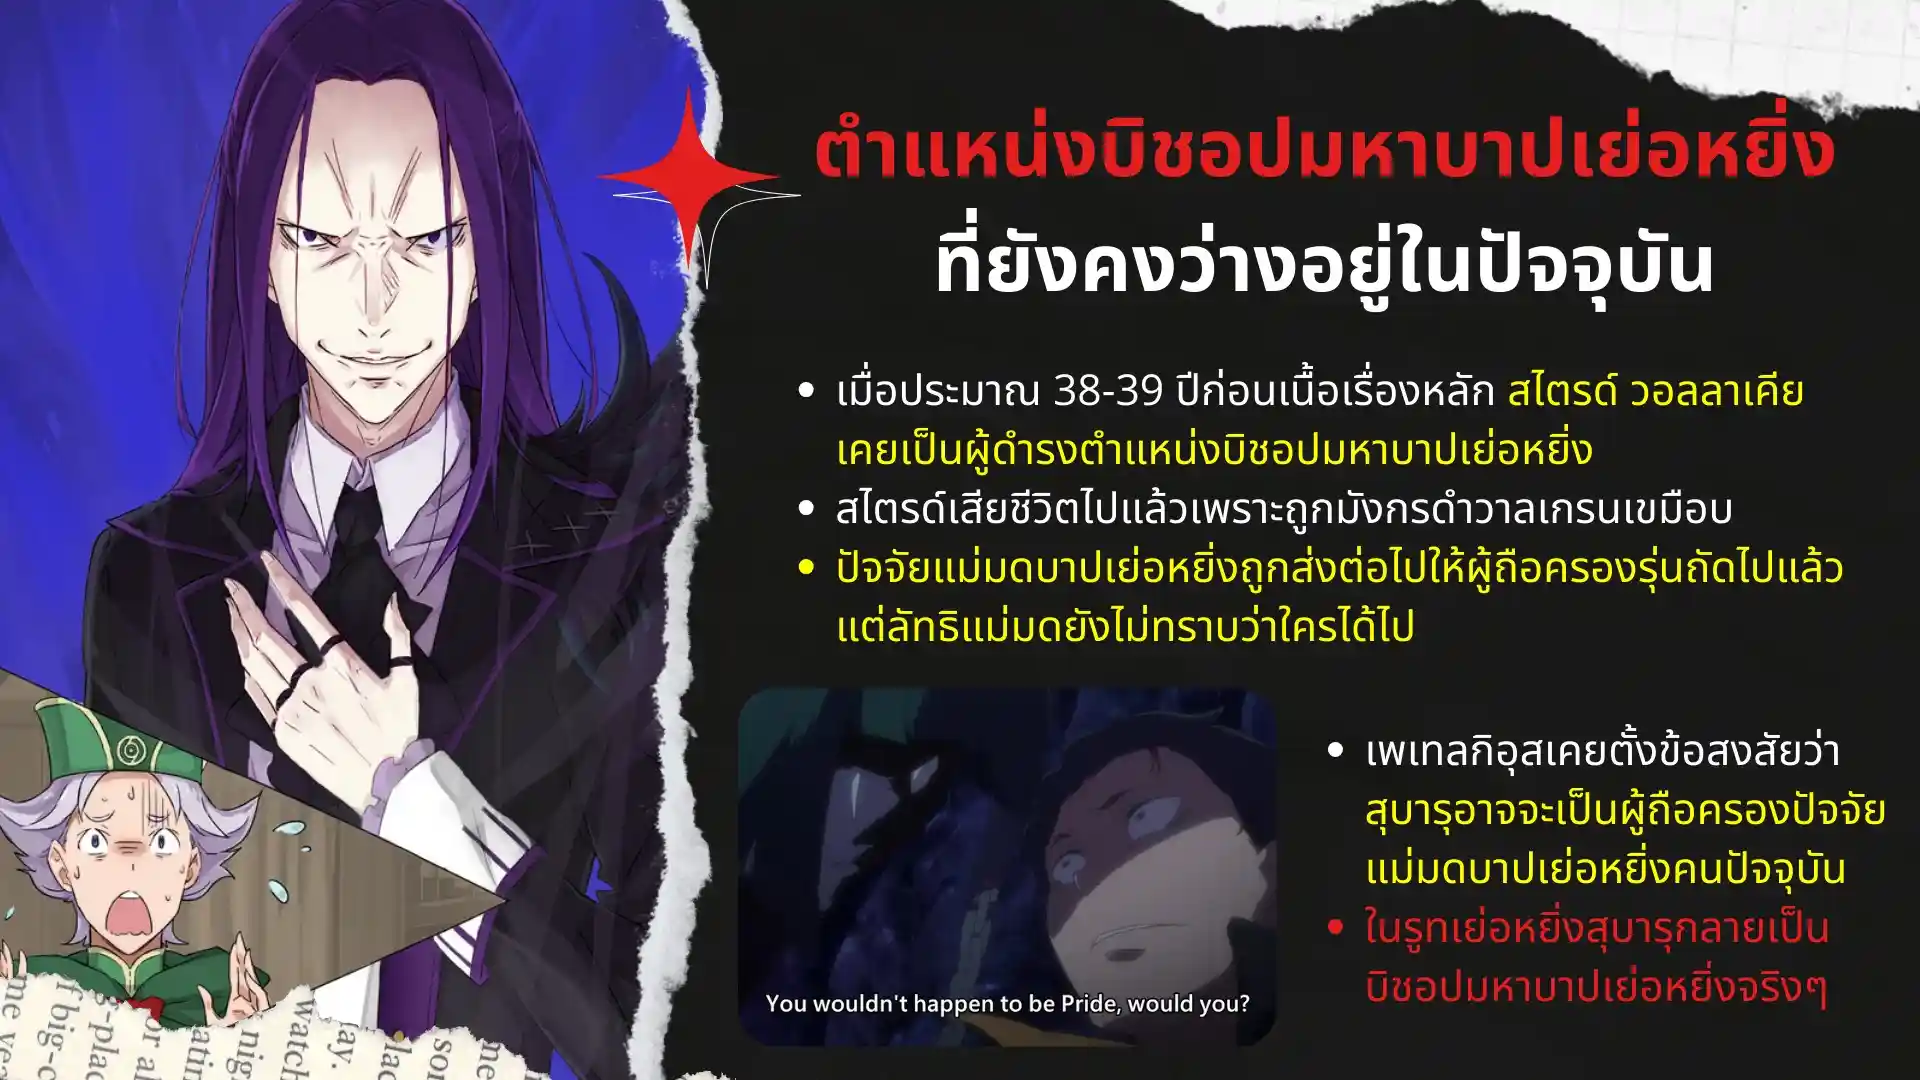 ตำแหน่งบิชอปมหาบาปเย่อหยิ่ง
ที่ยังคงว่างอยู่ในปัจจุบัน
• เมื่อประมาณ 38-39 ปีก่อนเนื้อเรื่องหลัก สไตรด์ วอลลาเคีย
เคยเป็นผู้ดำรงตำแหน่งบิชอปมหาบาปเย่อหยิ่ง
• สไตรด์เสียชีวิตไปแล้วเพราะถูกมังกรดำวาลเกรนเขมือบ
• ปัจจัยแม่มดบาปเย่อหยิ่งถูกส่งต่อไปให้ผู้ถือครองรุ่นถัดไปแล้ว
แต่ลัทธิแม่มดยังไม่ทราบว่าใครได้ไป
• เพเทลกิอุสเคยตั้งข้อสงสัยว่า
สุบารุอาจจะเป็นผู้ถือครองปัจจัย
แม่มดบาปเย่อหยิ่งคนปัจจุบัน
• ในรูทเย่อหยิ่งสุบารุกลายเป็น
บิชอปมหาบาปเย่อหยิ่งจริงๆ
You wouldn't happen to be Pride, would you?